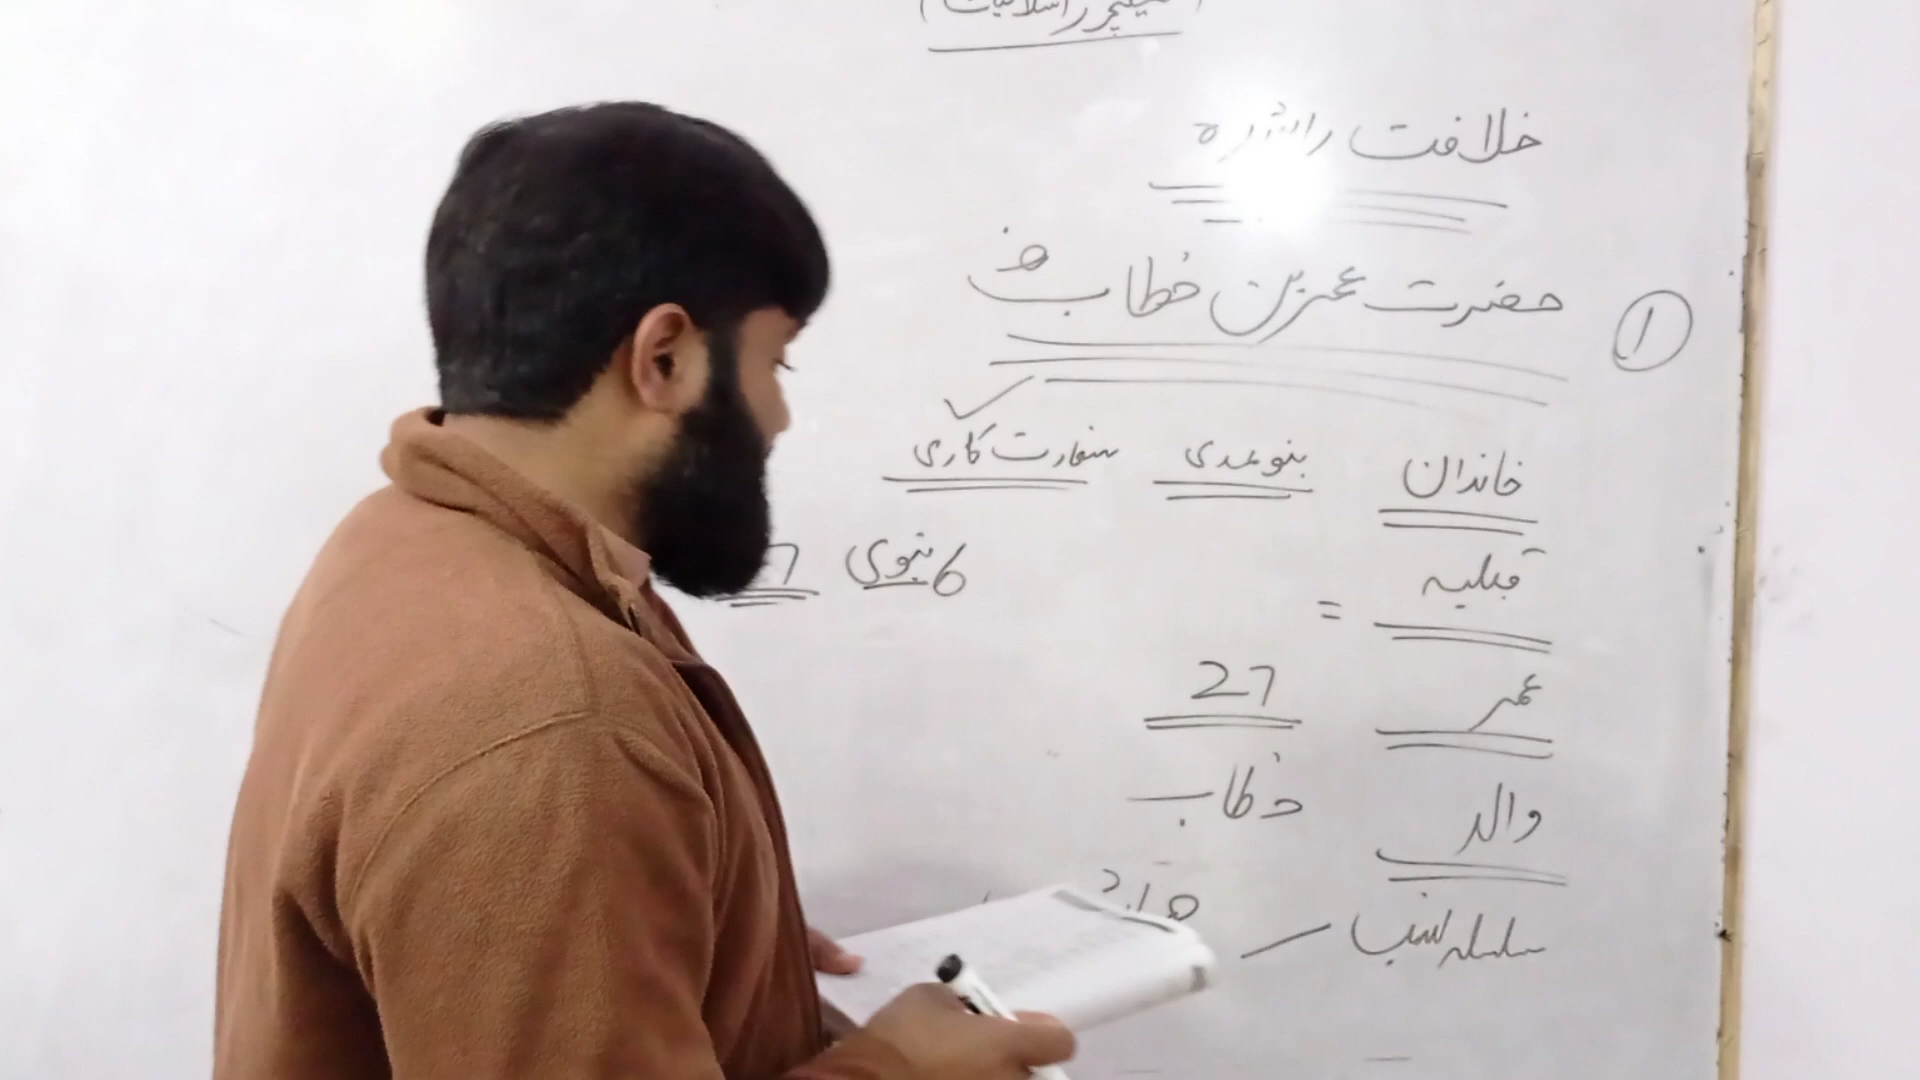 خلافت راشدہ
① حضرت عمر بن خطابؓ
خاندان بنو عدی سفارت کاری
قبلیہ = 6 نبوی
عمر 27
والد خطاب
سلسلہ نسب